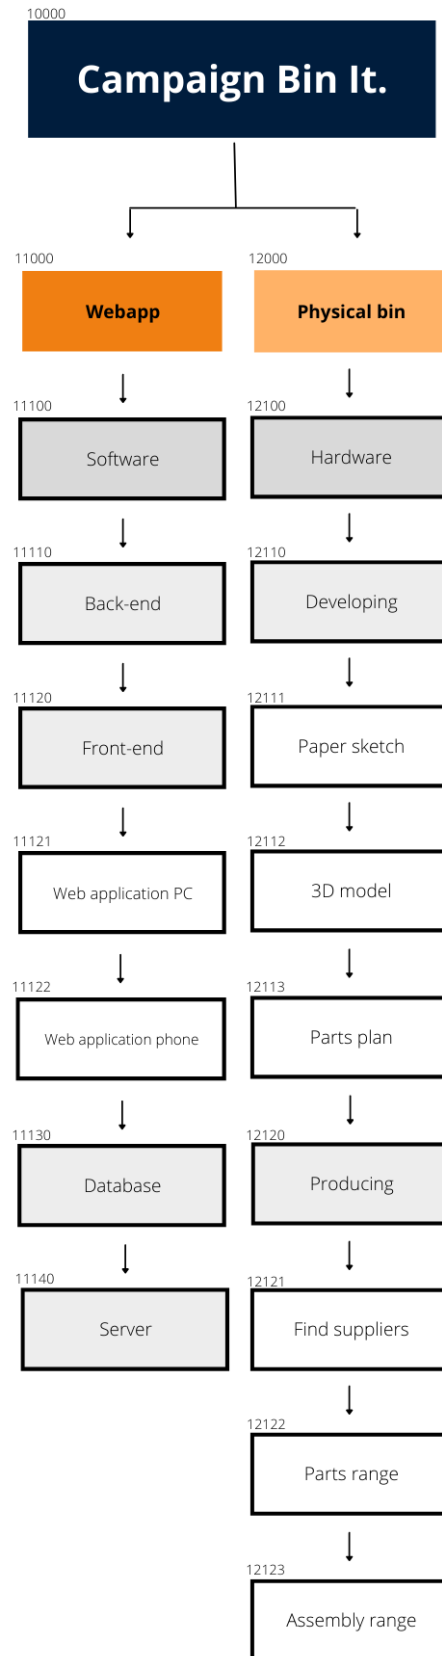 10000
Campaign Bin It.
11000
Webapp
11100
Software
11110
Back-end
11120
Front-end
11121
Web application PC
11122
Web application phone
11130
Database
11140
Server
12000
Physical bin
12100
Hardware
12110
Developing
12111
Paper sketch
12112
3D model
12113
Parts plan
12120
Producing
12121
Find suppliers
12122
Parts range
12123
Assembly range